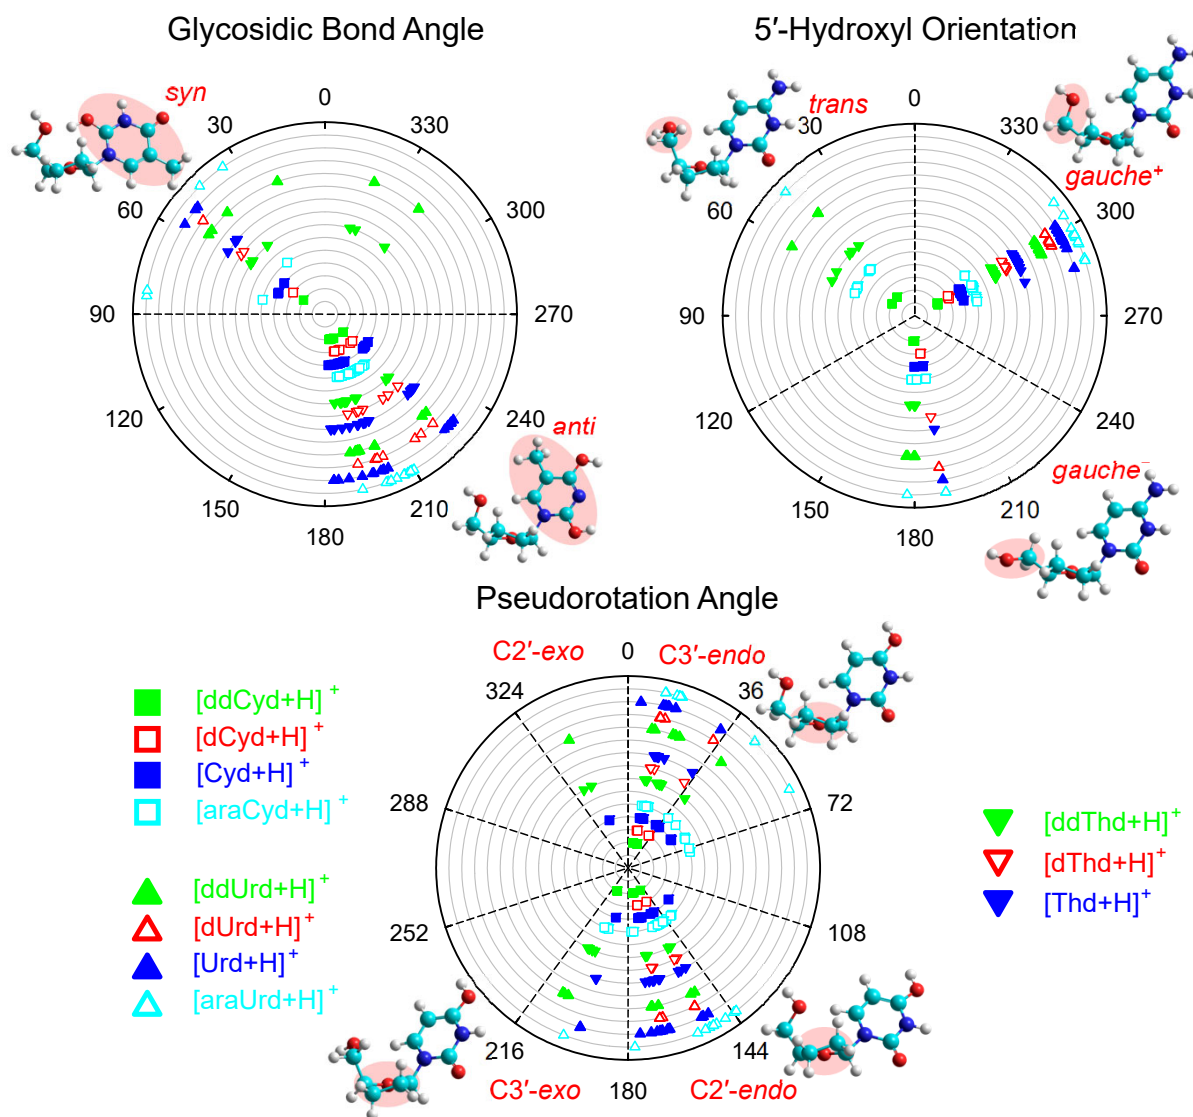 Glycosidic Bond Angle
5′-Hydroxyl Orientation
syn
0
30
330
60
300
90
270
120
240
anti
150
210
180
trans
0
gauche⁺
30
330
60
300
90
270
120
240
gauche⁻
150
210
180
Pseudorotation Angle
C2′-exo
0
C3′-endo
324
36
288
72
252
108
216
144
C3′-exo
180
C2′-endo
[ddCyd+H]⁺
[dCyd+H]⁺
[Cyd+H]⁺
[araCyd+H]⁺
[ddUrd+H]⁺
[dUrd+H]⁺
[Urd+H]⁺
[araUrd+H]⁺
[ddThd+H]⁺
[dThd+H]⁺
[Thd+H]⁺